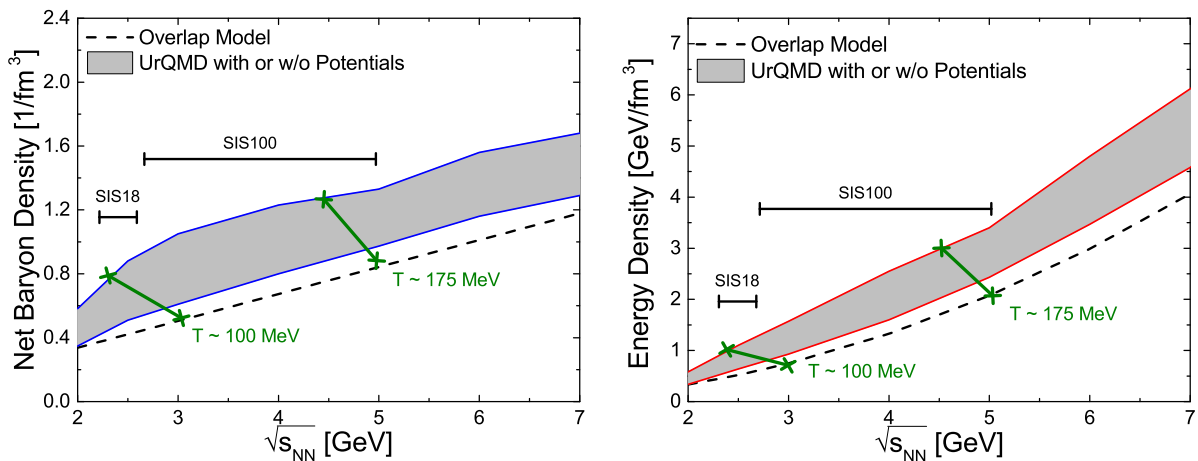 Net Baryon Density [1/fm³]
2.4
2.0
1.6
1.2
0.8
0.4
0.0
Overlap Model
UrQMD with or w/o Potentials
SIS100
SIS18
T ~ 175 MeV
T ~ 100 MeV
2 3 4 5 6 7
√s_NN [GeV]
Energy Density [GeV/fm³]
7
6
5
4
3
2
1
0
Overlap Model
UrQMD with or w/o Potentials
SIS100
SIS18
T ~ 175 MeV
T ~ 100 MeV
2 3 4 5 6 7
√s_NN [GeV]